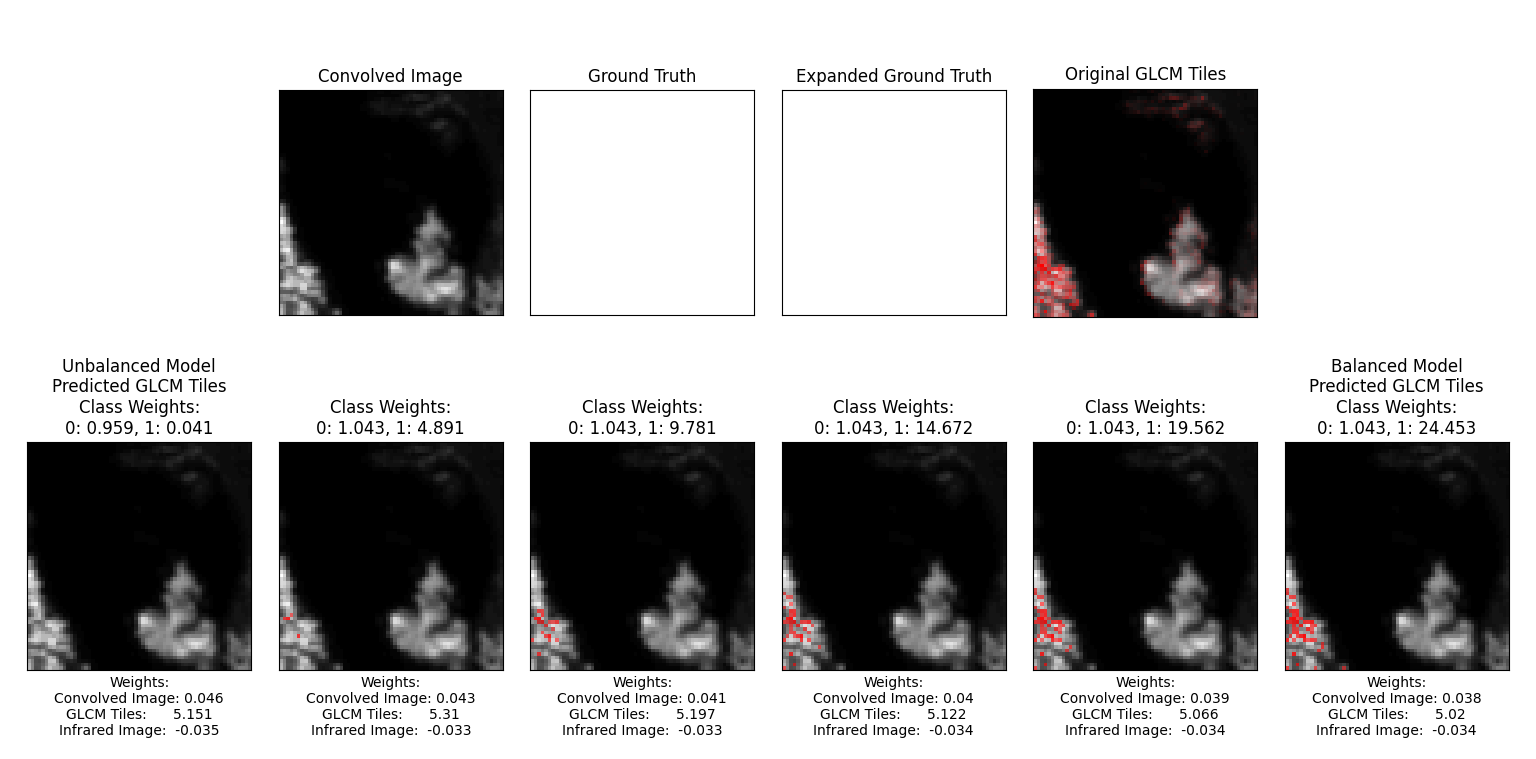 Convolved Image
Ground Truth
Expanded Ground Truth
Original GLCM Tiles
Unbalanced Model
Predicted GLCM Tiles
Class Weights:
0: 0.959, 1: 0.041
Class Weights:
0: 1.043, 1: 4.891
Class Weights:
0: 1.043, 1: 9.781
Class Weights:
0: 1.043, 1: 14.672
Class Weights:
0: 1.043, 1: 19.562
Balanced Model
Predicted GLCM Tiles
Class Weights:
0: 1.043, 1: 24.453
Weights:
Convolved Image: 0.046
GLCM Tiles: 5.151
Infrared Image: -0.035
Weights:
Convolved Image: 0.043
GLCM Tiles: 5.31
Infrared Image: -0.033
Weights:
Convolved Image: 0.041
GLCM Tiles: 5.197
Infrared Image: -0.033
Weights:
Convolved Image: 0.04
GLCM Tiles: 5.122
Infrared Image: -0.034
Weights:
Convolved Image: 0.039
GLCM Tiles: 5.066
Infrared Image: -0.034
Weights:
Convolved Image: 0.038
GLCM Tiles: 5.02
Infrared Image: -0.034